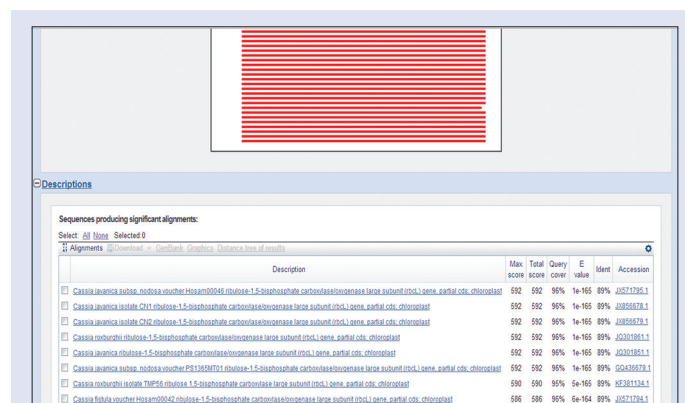 Descriptions
Sequences producing significant alignments:
Select: All None Selected:0
Alignments Download GenBank Graphics Distance tree of results
Description Max score Total score Query cover E value Ident Accession
Cassia javanica subsp. nodosa voucher Hosam00046 ribulose-1,5-bisphosphate carboxylase/oxygenase large subunit (rbcL) gene, partial cds; chloroplast 592 592 96% 1e-165 89% JX571795.1
Cassia javanica isolate CN1 ribulose-1,5-bisphosphate carboxylase/oxygenase large subunit (rbcL) gene, partial cds; chloroplast 592 592 96% 1e-165 89% JX856678.1
Cassia javanica isolate CN2 ribulose-1,5-bisphosphate carboxylase/oxygenase large subunit (rbcL) gene, partial cds; chloroplast 592 592 96% 1e-165 89% JX856679.1
Cassia roxburghii ribulose-1,5-bisphosphate carboxylase/oxygenase large subunit (rbcL) gene, partial cds; chloroplast 592 592 96% 1e-165 89% JQ301861.1
Cassia javanica ribulose-1,5-bisphosphate carboxylase/oxygenase large subunit (rbcL) gene, partial cds; chloroplast 592 592 96% 1e-165 89% JQ301851.1
Cassia javanica subsp. nodosa voucher PS1365MT01 ribulose-1,5-bisphosphate carboxylase/oxygenase large subunit (rbcL) gene, partial cds; chloroplast 592 592 96% 1e-165 89% GQ436679.1
Cassia roxburghii isolate TMP56 ribulose 1,5-bisphosphate carboxylase large subunit (rbcL) gene, partial cds; chloroplast 590 590 95% 5e-165 89% KF381134.1
Cassia fistula voucher Hosam00042 ribulose-1,5-bisphosphate carboxylase/oxygenase large subunit (rbcL) gene, partial cds; chloroplast 586 586 96% 6e-164 89% JX571794.1